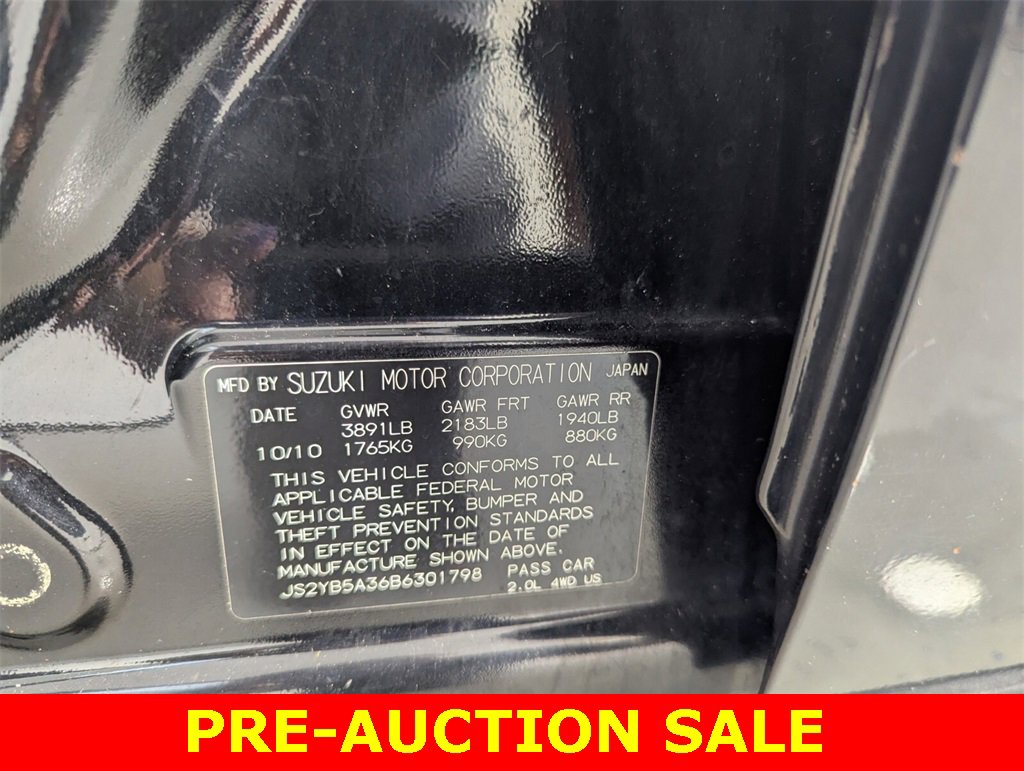 MFD BY SUZUKI MOTOR CORPORATION JAPAN
DATE GVWR GAWR FRT GAWR RR
3891LB 2183LB 1940LB
10/10 1765KG 990KG 880KG
THIS VEHICLE CONFORMS TO ALL
APPLICABLE FEDERAL MOTOR
VEHICLE SAFETY, BUMPER AND
THEFT PREVENTION STANDARDS
IN EFFECT ON THE DATE OF
MANUFACTURE SHOWN ABOVE.
JS2YB5A36B6301798 PASS CAR
2.0L 4WD US
PRE-AUCTION SALE